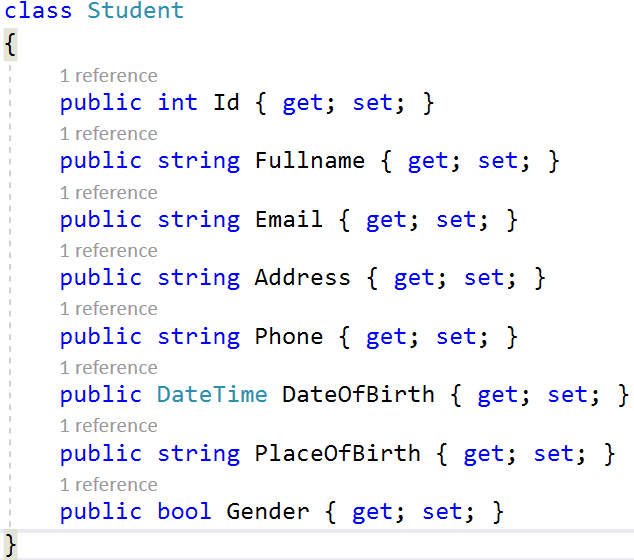 class Student
{
1 reference
public int Id { get; set; }
1 reference
public string Fullname { get; set; }
1 reference
public string Email { get; set; }
1 reference
public string Address { get; set; }
1 reference
public string Phone { get; set; }
1 reference
public DateTime DateOfBirth { get; set; }
1 reference
public string PlaceOfBirth { get; set; }
1 reference
public bool Gender { get; set; }
}